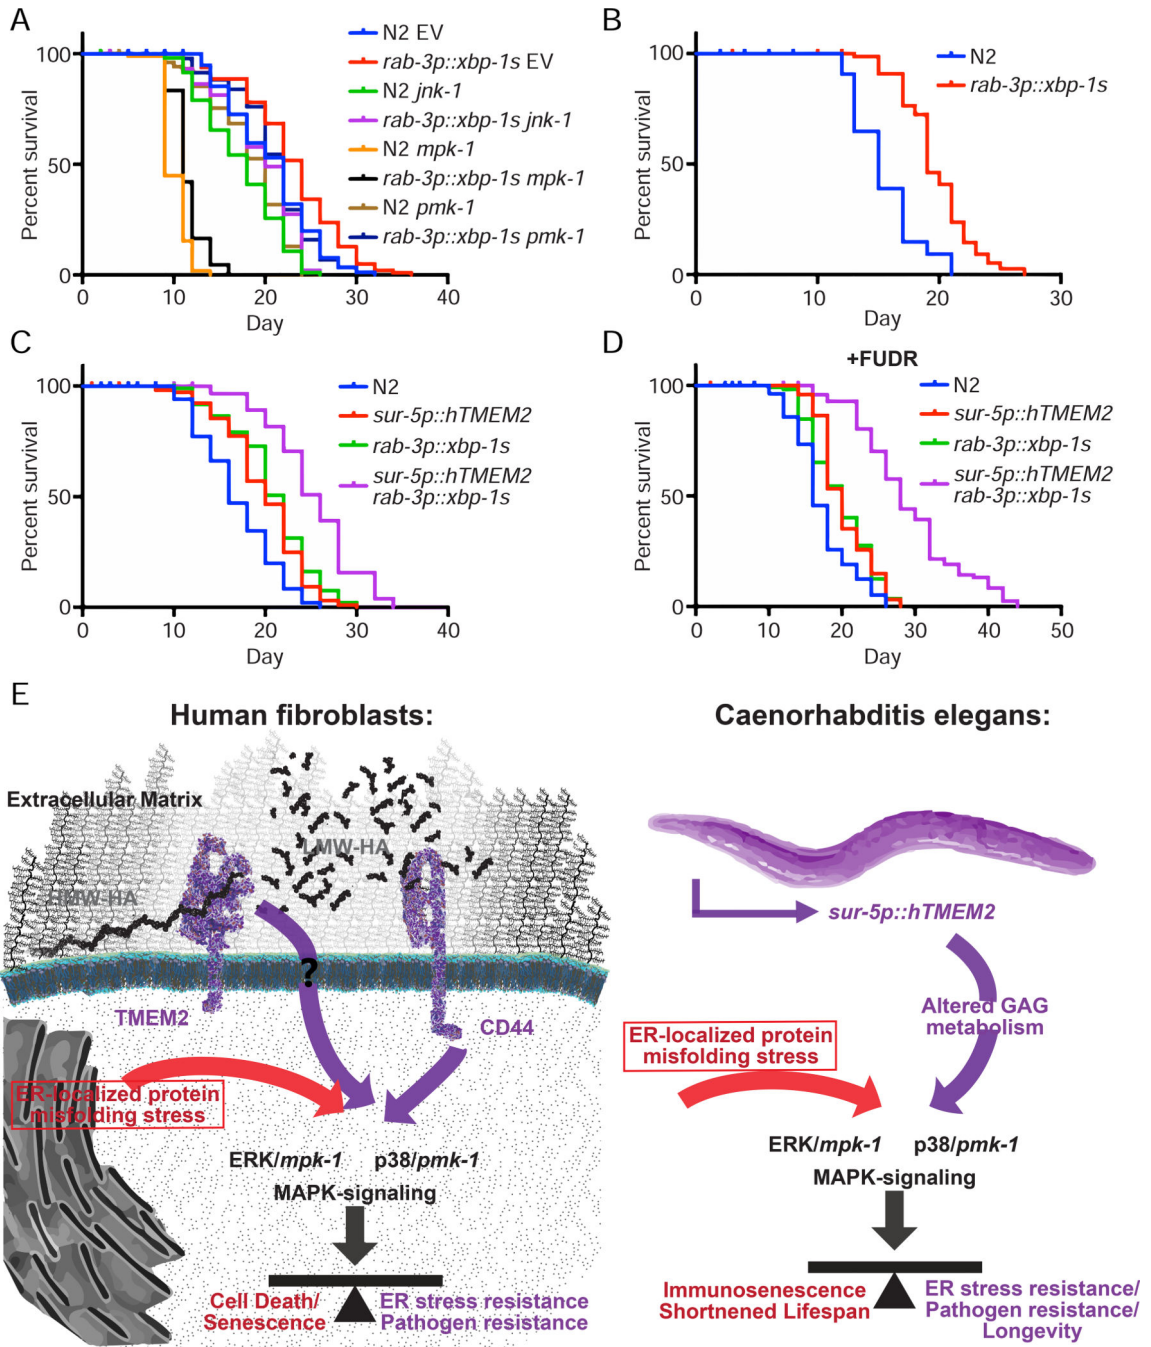 A
Percent survival
100
50
0
0
10
20
30
40
Day
N2 EV
rab-3p::xbp-1s EV
N2 jnk-1
rab-3p::xbp-1s jnk-1
N2 mpk-1
rab-3p::xbp-1s mpk-1
N2 pmk-1
rab-3p::xbp-1s pmk-1
B
Percent survival
100
50
0
0
10
20
30
Day
N2
rab-3p::xbp-1s
C
Percent survival
100
50
0
0
10
20
30
40
Day
N2
sur-5p::hTMEM2
rab-3p::xbp-1s
sur-5p::hTMEM2
rab-3p::xbp-1s
D
+FUDR
Percent survival
100
50
0
0
10
20
30
40
50
Day
N2
sur-5p::hTMEM2
rab-3p::xbp-1s
sur-5p::hTMEM2
rab-3p::xbp-1s
E
Human fibroblasts:
Extracellular Matrix
LMW-HA
HMW-HA
?
TMEM2
CD44
ER-localized protein
misfolding stress
ERK/mpk-1
p38/pmk-1
MAPK-signaling
Cell Death/
Senescence
ER stress resistance
Pathogen resistance
Caenorhabditis elegans:
sur-5p::hTMEM2
Altered GAG
metabolism
ER-localized protein
misfolding stress
ERK/mpk-1
p38/pmk-1
MAPK-signaling
Immunosenescence
Shortnened Lifespan
ER stress resistance/
Pathogen resistance/
Longevity